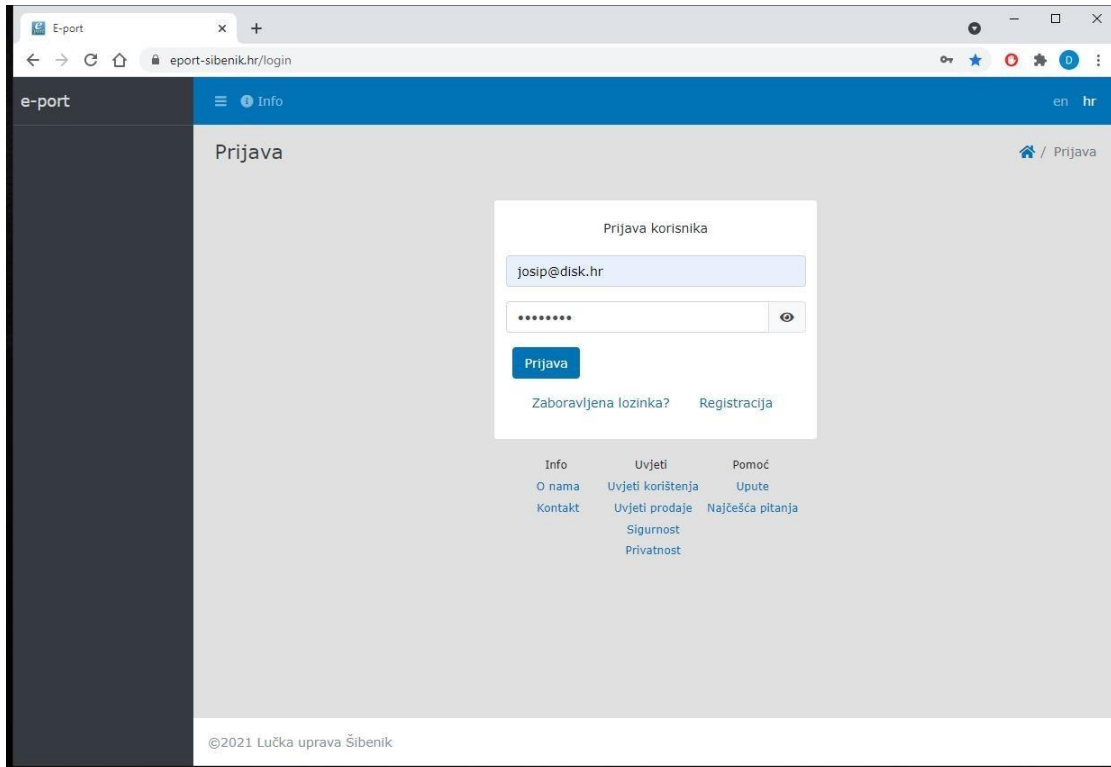 E-port
eport-sibenik.hr/login
D
e-port
Info
en hr
Prijava
/ Prijava
Prijava korisnika
josip@disk.hr
••••••••
Prijava
Zaboravljena lozinka? Registracija
Info Uvjeti Pomoć
O nama Uvjeti korištenja Upute
Kontakt Uvjeti prodaje Najčešća pitanja
Sigurnost
Privatnost
©2021 Lučka uprava Šibenik